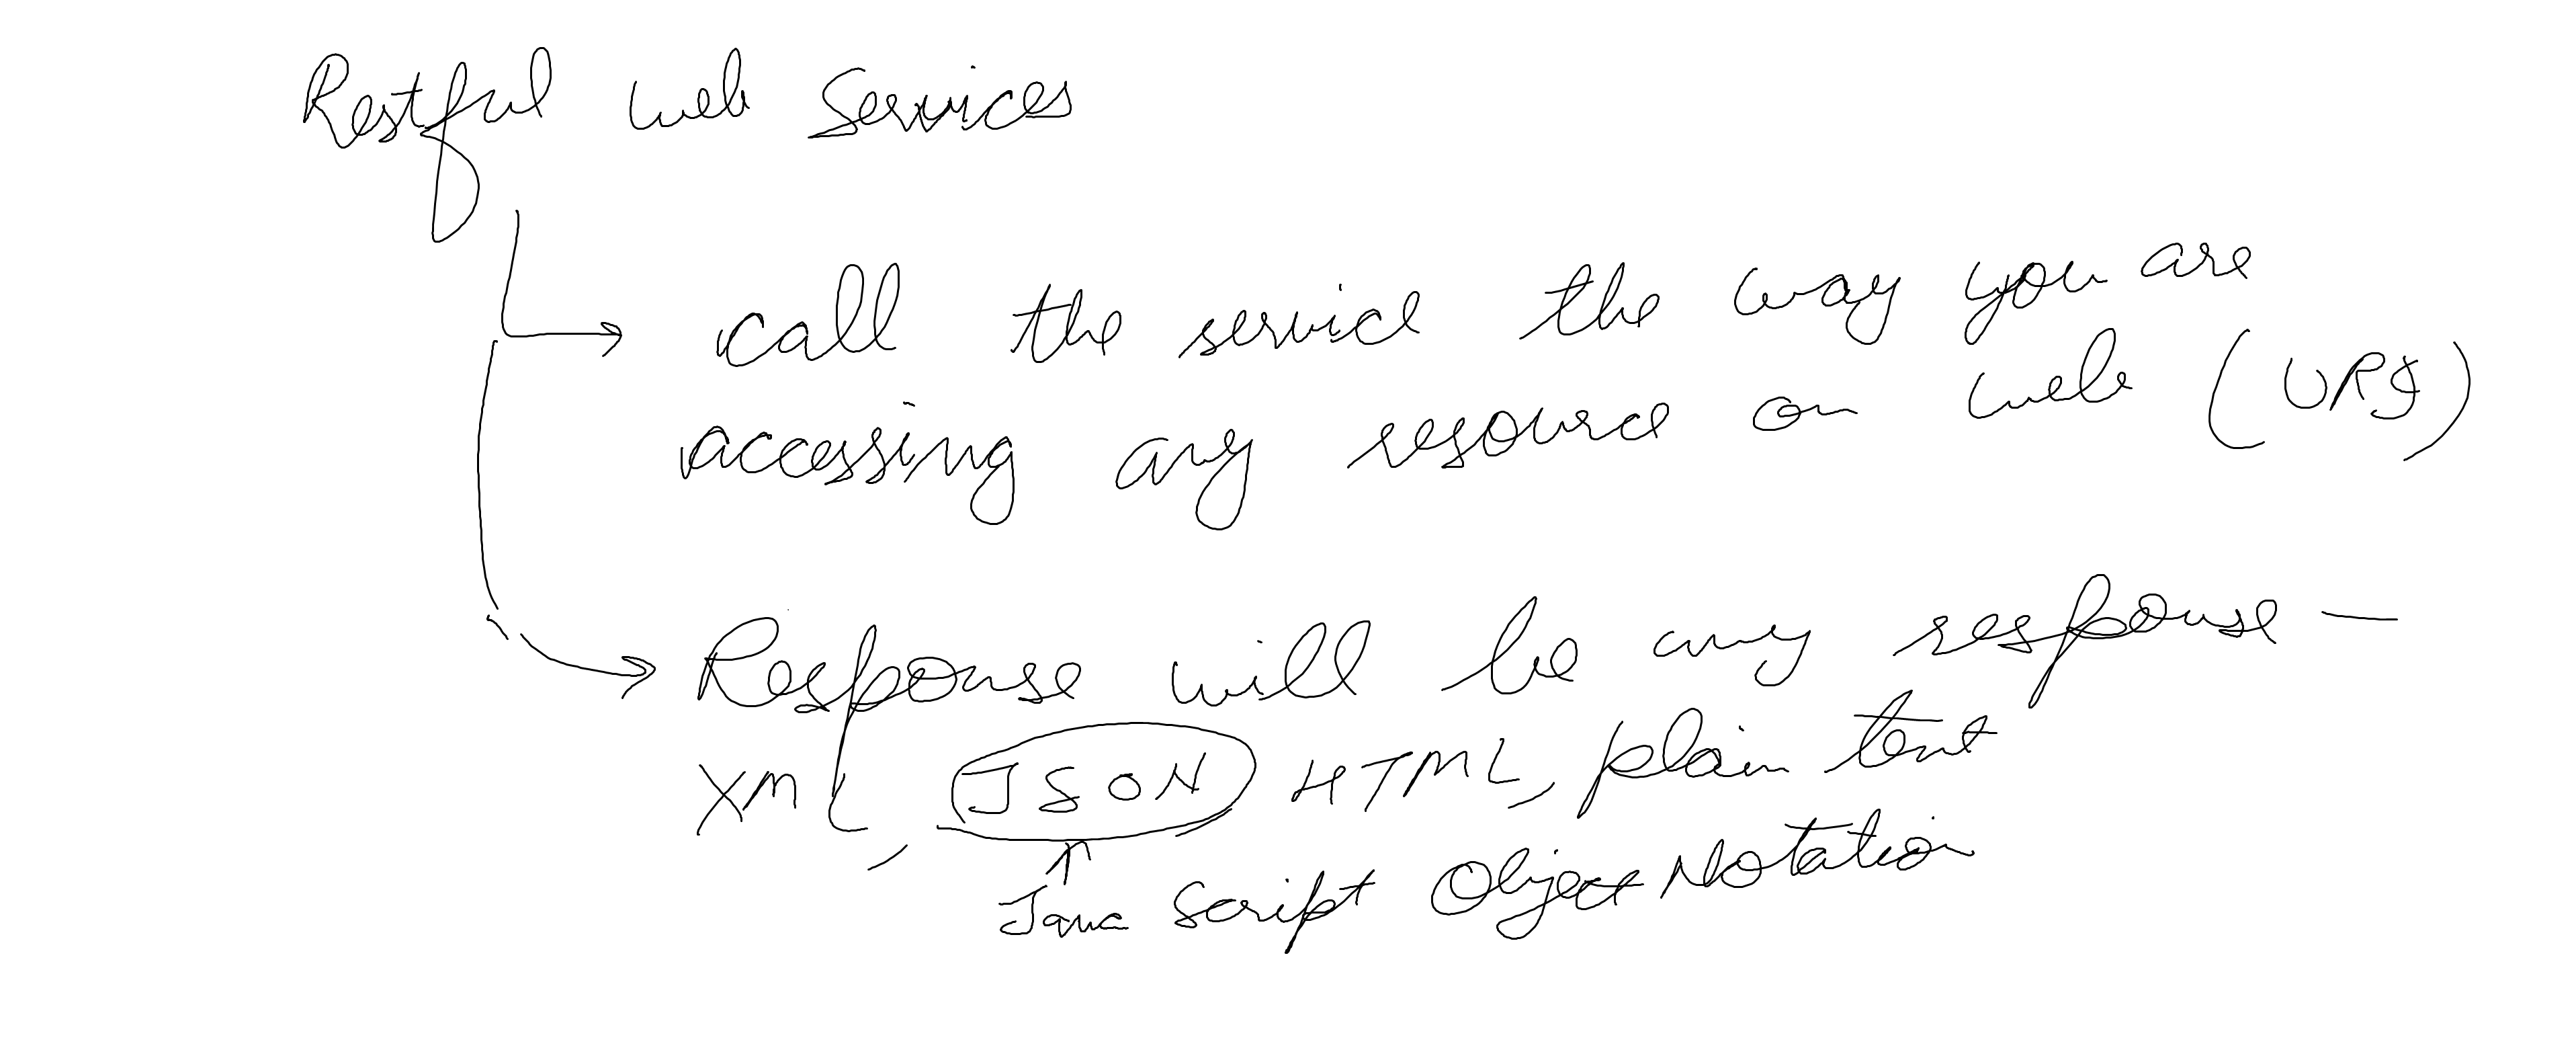 Restful web Services
call the service the way you are
accessing any resource on web (URI)
Response will be any response —
XML, JSON HTML, plain text
Java Script Object Notation